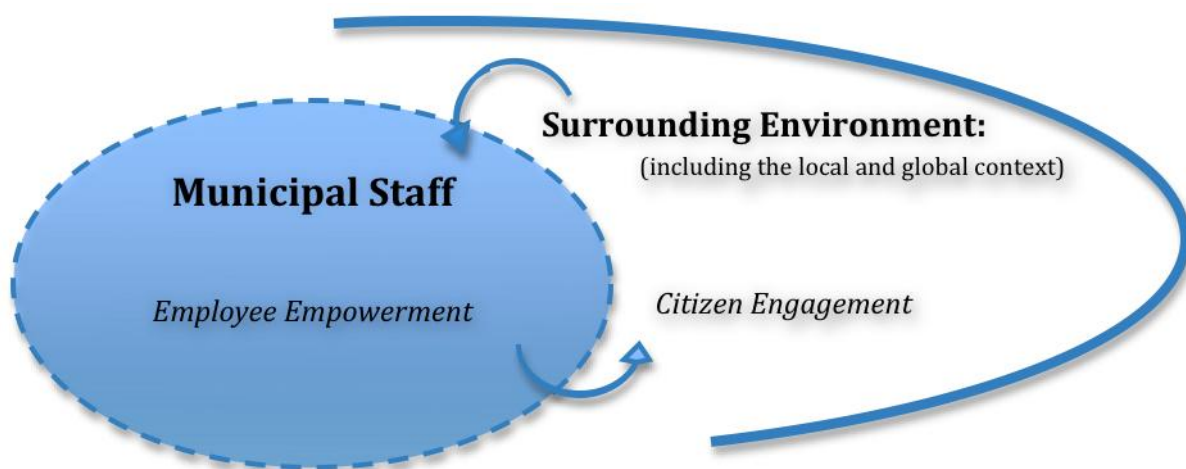 Surrounding Environment:
(including the local and global context)
Municipal Staff
Employee Empowerment
Citizen Engagement